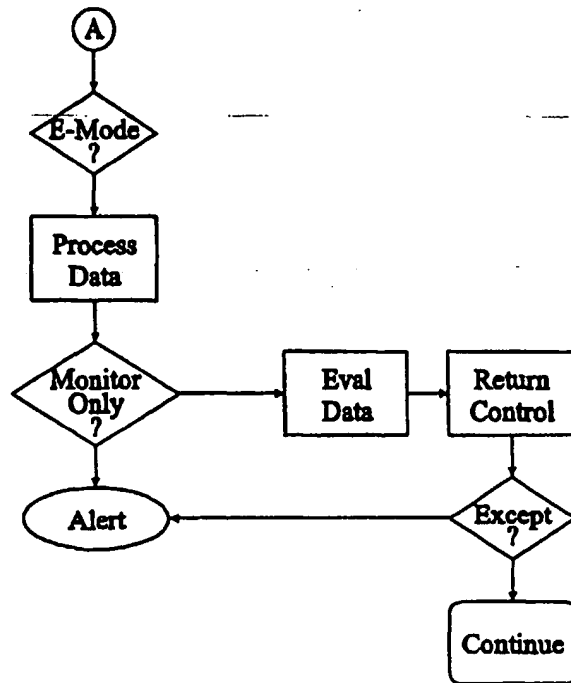 A
E-Mode
?
Process
Data
Monitor
Only
?
Eval
Data
Return
Control
Alert
Except
?
Continue